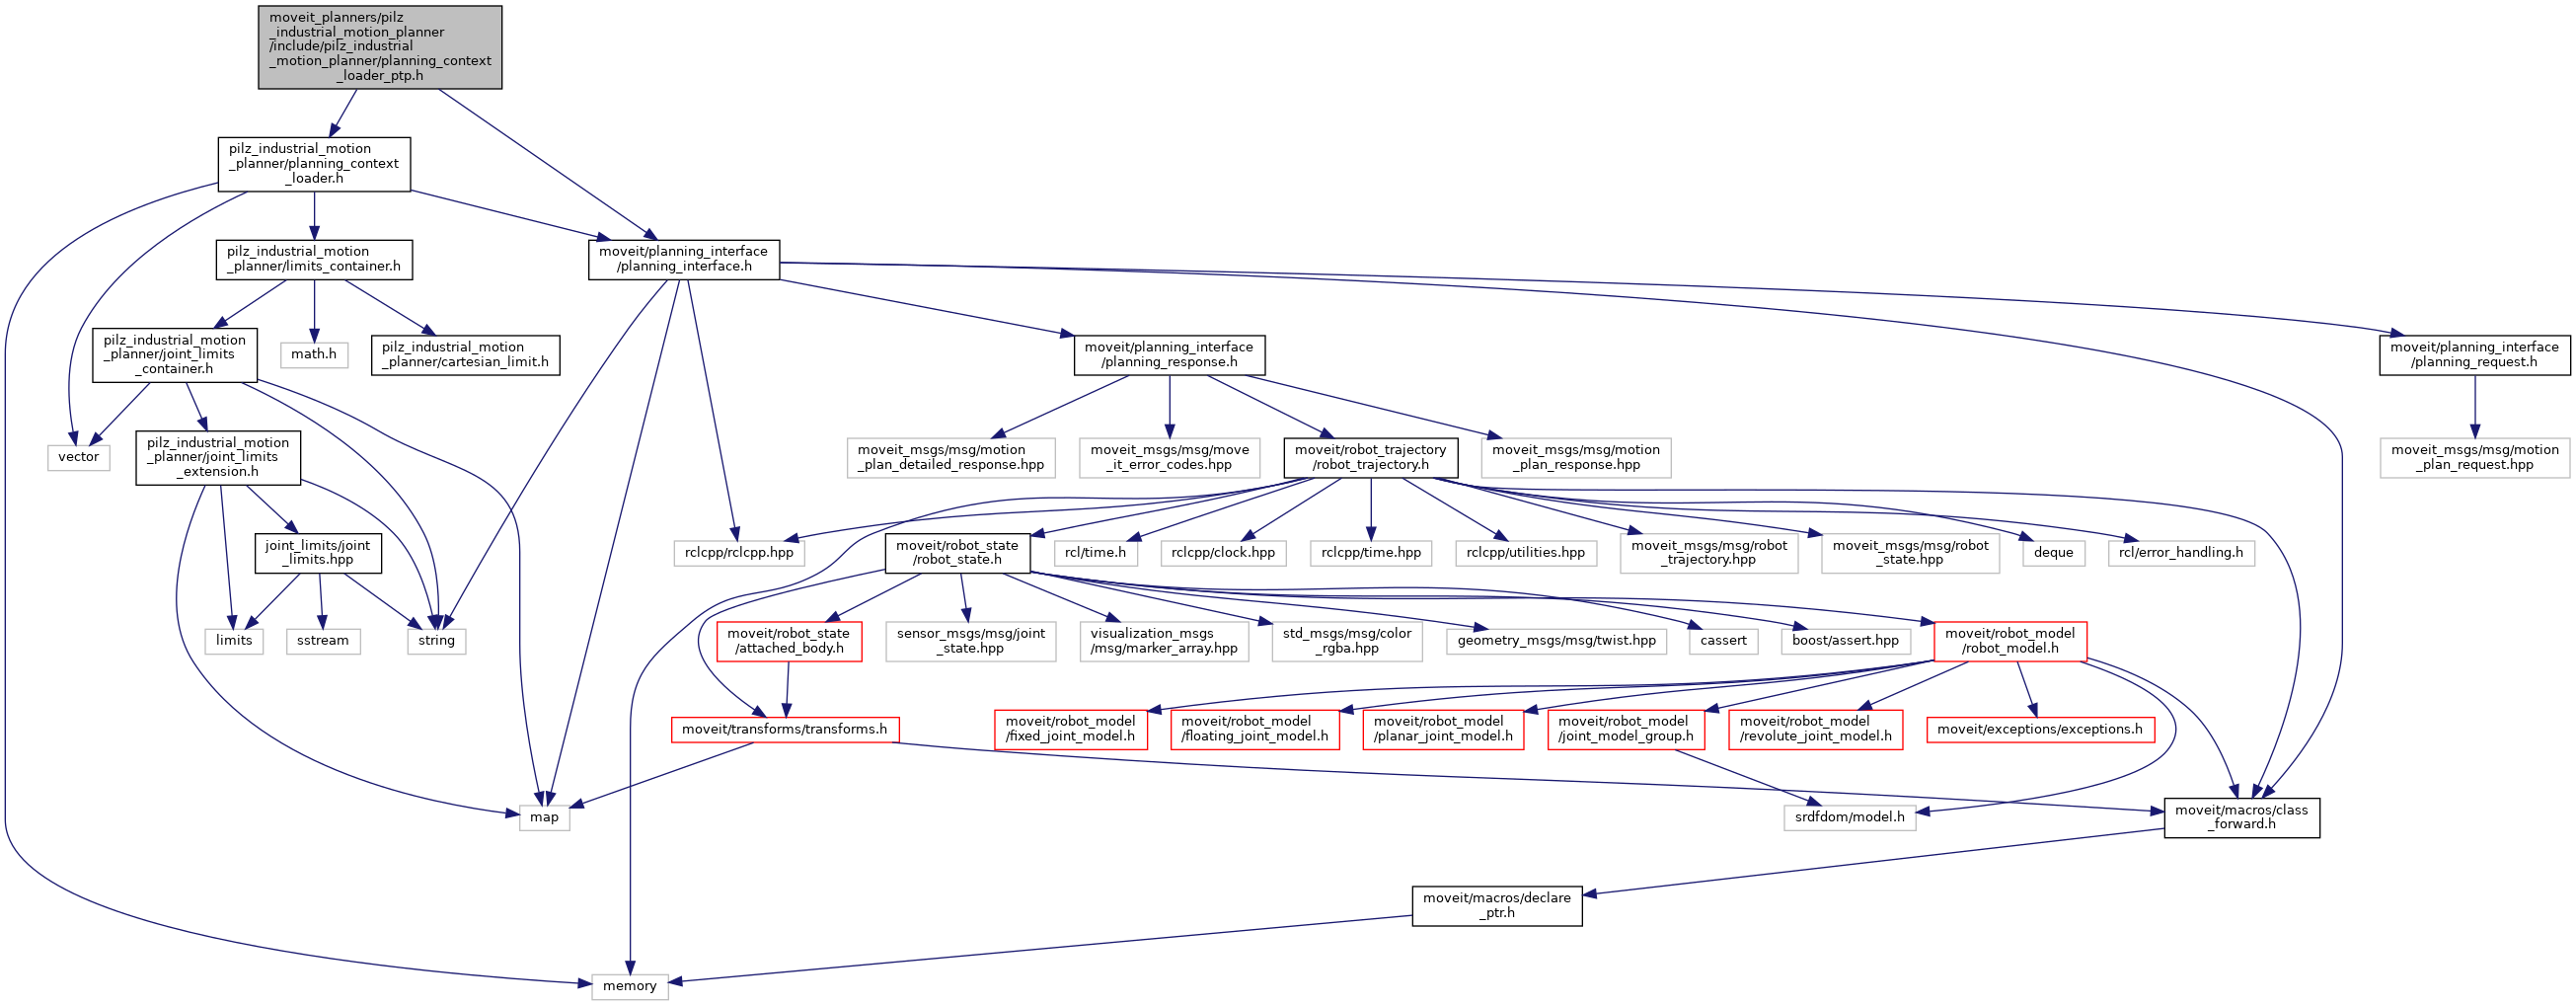 moveit_planners/pilz
_industrial_motion_planner
/include/pilz_industrial
_motion_planner/planning_context
_loader_ptp.h
pilz_industrial_motion
_planner/planning_context
_loader.h
pilz_industrial_motion
_planner/limits_container.h
moveit/planning_interface
/planning_interface.h
pilz_industrial_motion
_planner/joint_limits
_container.h
math.h
pilz_industrial_motion
_planner/cartesian_limit.h
moveit/planning_interface
/planning_response.h
moveit/planning_interface
/planning_request.h
vector
pilz_industrial_motion
_planner/joint_limits
_extension.h
moveit_msgs/msg/motion
_plan_detailed_response.hpp
moveit_msgs/msg/move
_it_error_codes.hpp
moveit/robot_trajectory
/robot_trajectory.h
moveit_msgs/msg/motion
_plan_response.hpp
moveit_msgs/msg/motion
_plan_request.hpp
joint_limits/joint
_limits.hpp
rclcpp/rclcpp.hpp
moveit/robot_state
/robot_state.h
rcl/time.h
rclcpp/clock.hpp
rclcpp/time.hpp
rclcpp/utilities.hpp
moveit_msgs/msg/robot
_trajectory.hpp
moveit_msgs/msg/robot
_state.hpp
deque
rcl/error_handling.h
limits
sstream
string
moveit/robot_state
/attached_body.h
sensor_msgs/msg/joint
_state.hpp
visualization_msgs
/msg/marker_array.hpp
std_msgs/msg/color
_rgba.hpp
geometry_msgs/msg/twist.hpp
cassert
boost/assert.hpp
moveit/robot_model
/robot_model.h
moveit/transforms/transforms.h
moveit/robot_model
/fixed_joint_model.h
moveit/robot_model
/floating_joint_model.h
moveit/robot_model
/planar_joint_model.h
moveit/robot_model
/joint_model_group.h
moveit/robot_model
/revolute_joint_model.h
moveit/exceptions/exceptions.h
map
srdfdom/model.h
moveit/macros/class
_forward.h
moveit/macros/declare
_ptr.h
memory